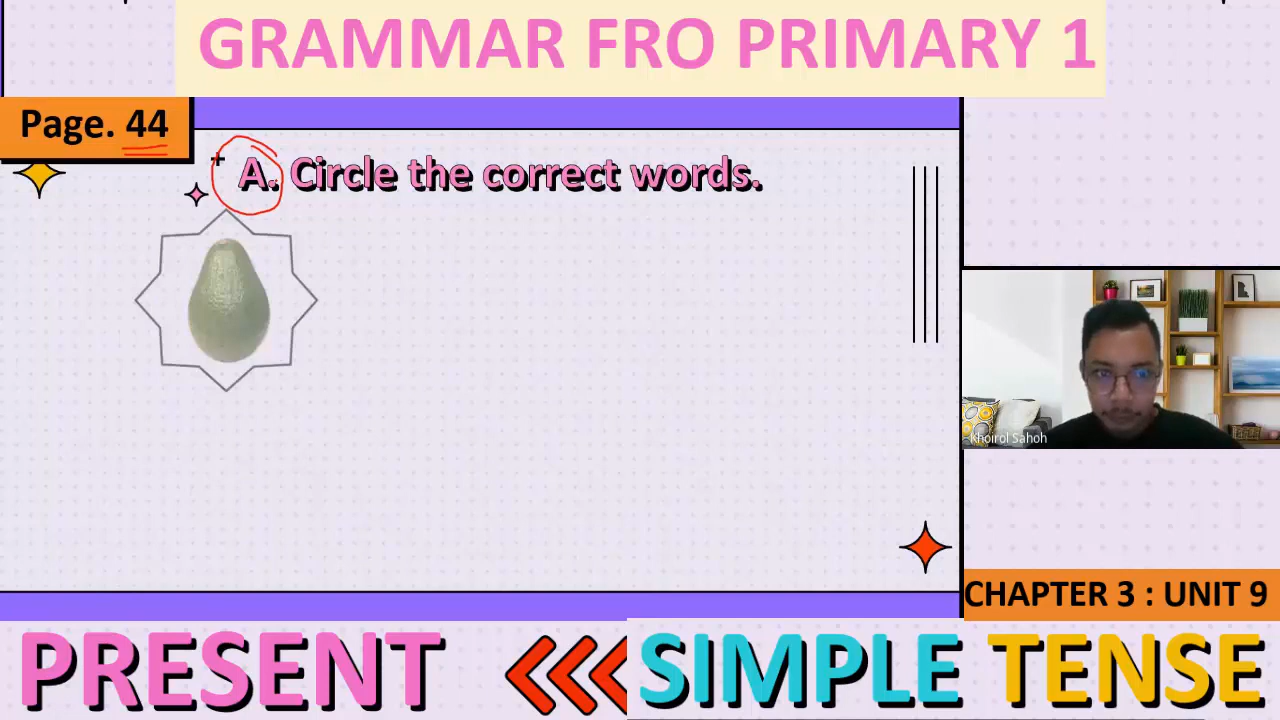 GRAMMAR FRO PRIMARY 1
Page. 44
A. Circle the correct words.
Khoirol Sahoh
CHAPTER 3 : UNIT 9
PRESENT
SIMPLE TENSE